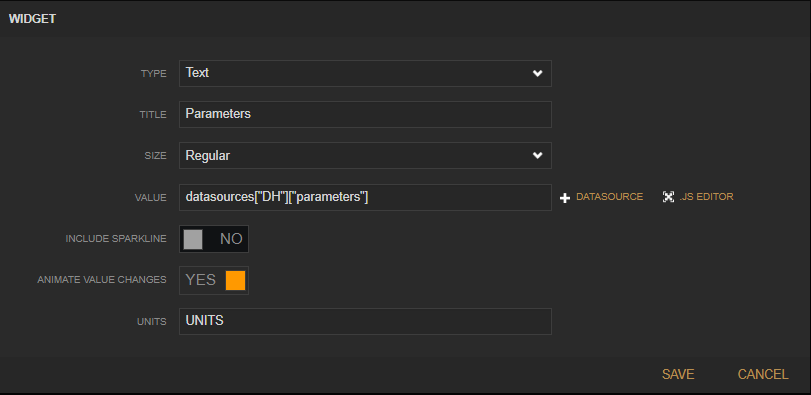 WIDGET
TYPE Text
TITLE Parameters
SIZE Regular
VALUE datasources["DH"]["parameters"] DATASOURCE .JS EDITOR
INCLUDE SPARKLINE NO
ANIMATE VALUE CHANGES YES
UNITS UNITS
SAVE CANCEL